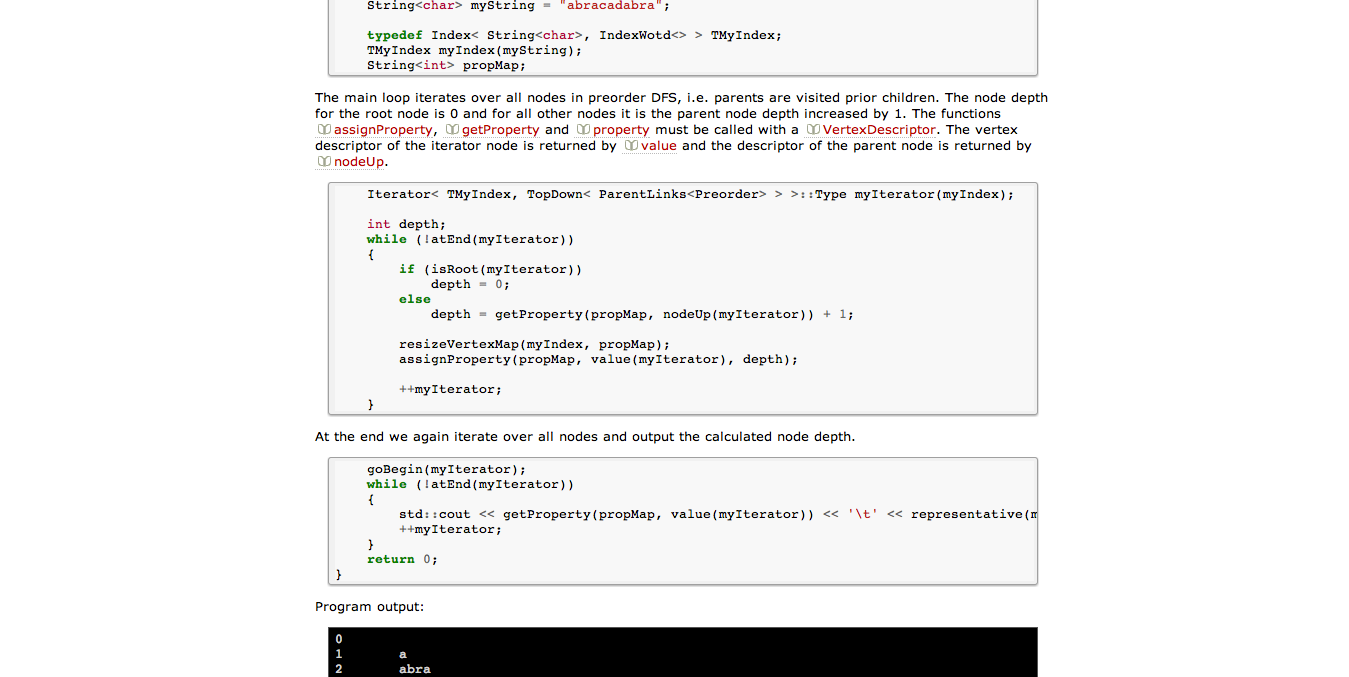 String<char> myString = "abracadabra";
typedef Index< String<char>, IndexWotd<> > TMyIndex;
TMyIndex myIndex(myString);
String<int> propMap;
The main loop iterates over all nodes in preorder DFS, i.e. parents are visited prior children. The node depth
for the root node is 0 and for all other nodes it is the parent node depth increased by 1. The functions
assignProperty, getProperty and property must be called with a VertexDescriptor. The vertex
descriptor of the iterator node is returned by value and the descriptor of the parent node is returned by
nodeUp.
Iterator< TMyIndex, TopDown< ParentLinks<Preorder> > >::Type myIterator(myIndex);
int depth;
while (!atEnd(myIterator))
{
if (isRoot(myIterator))
depth = 0;
else
depth = getProperty(propMap, nodeUp(myIterator)) + 1;
resizeVertexMap(myIndex, propMap);
assignProperty(propMap, value(myIterator), depth);
++myIterator;
}
At the end we again iterate over all nodes and output the calculated node depth.
goBegin(myIterator);
while (!atEnd(myIterator))
{
std::cout << getProperty(propMap, value(myIterator)) << '\t' << representative(m
++myIterator;
}
return 0;
}
Program output:
0
1 a
2 abra